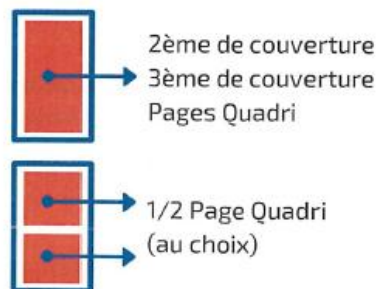 2ème de couverture
3ème de couverture
Pages Quadri
1/2 Page Quadri
(au choix)